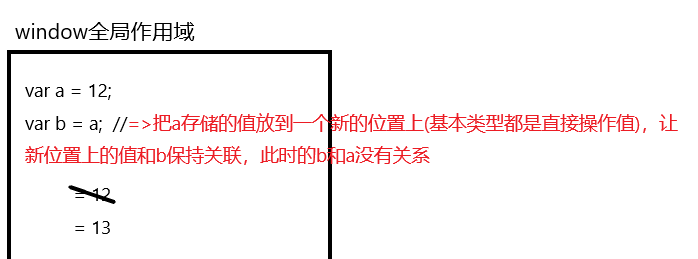 window全局作用域
var a = 12;
var b = a;  //=>把a存储的值放到一个新的位置上(基本类型都是直接操作值)，让
新位置上的值和b保持关联，此时的b和a没有关系
= 12
= 13